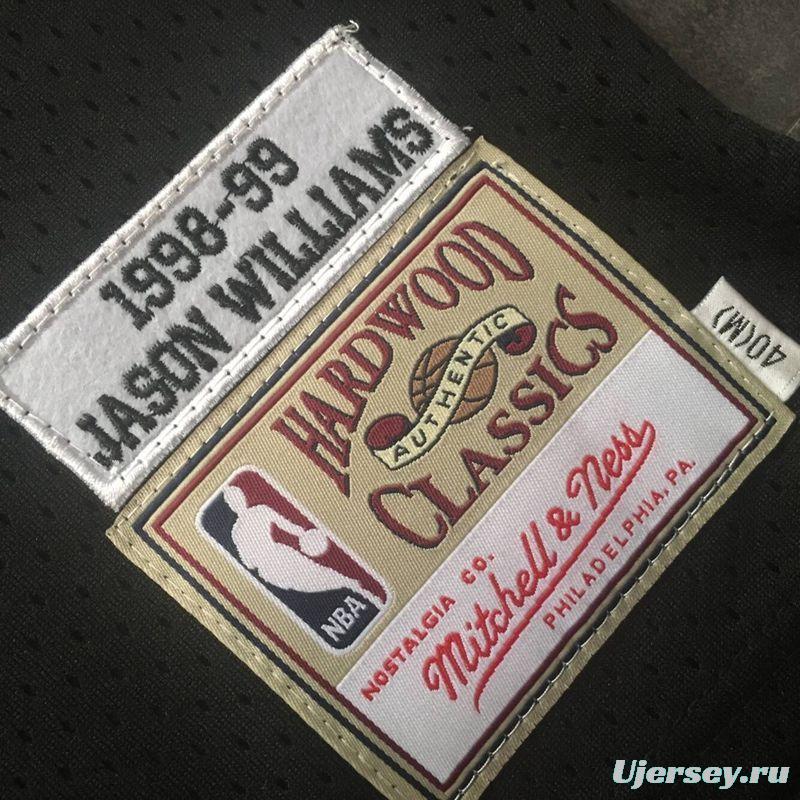 1998-99
JASON WILLIAMS
HARDWOOD
AUTHENTIC
CLASSICS
NBA
NOSTALGIA CO.
Mitchell & Ness
PHILADELPHIA, PA.
40(M)
Ujersey.ru